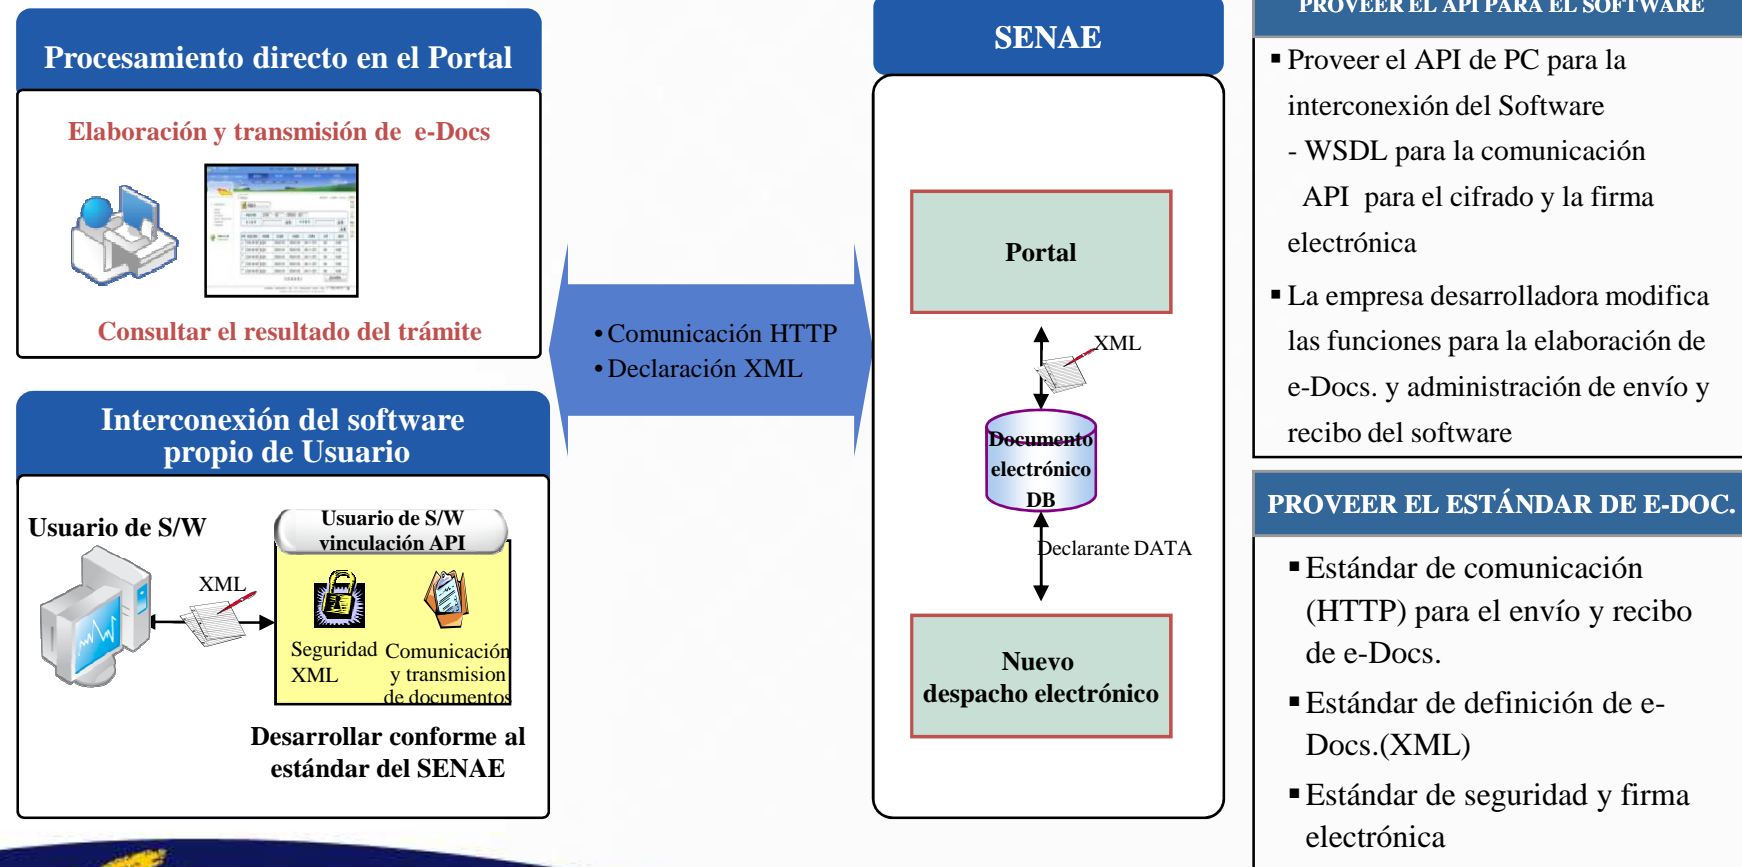 Procesamiento directo en el Portal
Elaboración y transmisión de e-Docs
Consultar el resultado del trámite
Interconexión del software
propio de Usuario
Usuario de S/W
XML
Usuario de S/W
vinculación API
Seguridad
XML
Comunicación
y transmision
de documentos
Desarrollar conforme al
estándar del SENAE
• Comunicación HTTP
• Declaración XML
SENAE
Portal
XML
Documento
electrónico
DB
Declarante DATA
Nuevo
despacho electrónico
PROVEER EL API PARA EL SOFTWARE
▪ Proveer el API de PC para la
interconexión del Software
- WSDL para la comunicación
API para el cifrado y la firma
electrónica
▪ La empresa desarrolladora modifica
las funciones para la elaboración de
e-Docs. y administración de envío y
recibo del software
PROVEER EL ESTÁNDAR DE E-DOC.
▪ Estándar de comunicación
(HTTP) para el envío y recibo
de e-Docs.
▪ Estándar de definición de e-
Docs.(XML)
▪ Estándar de seguridad y firma
electrónica